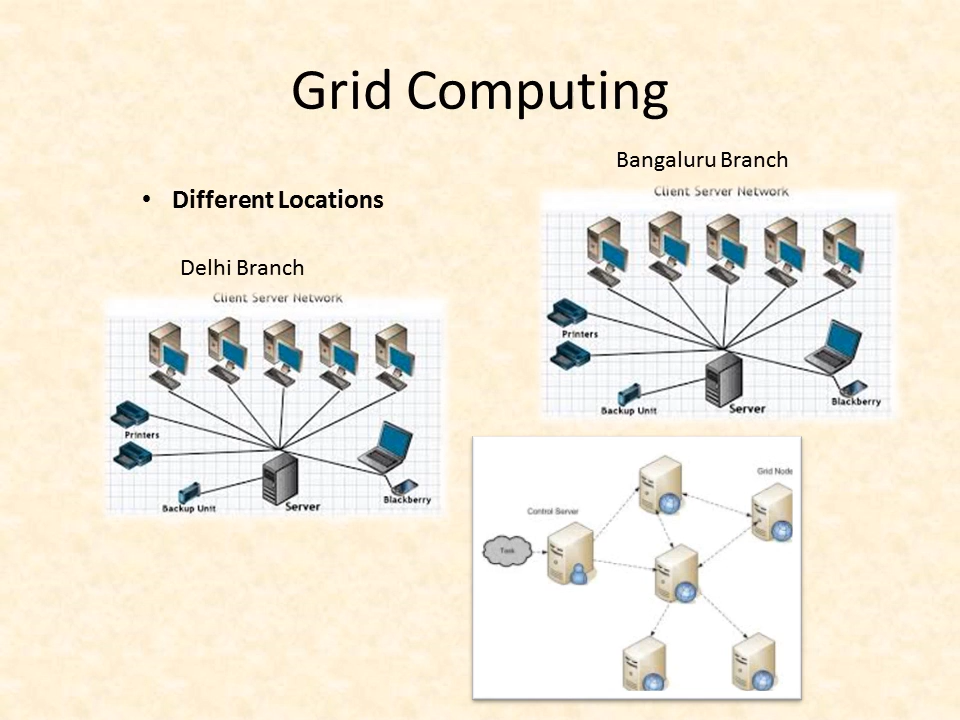 Grid Computing
• Different Locations
Delhi Branch
Client Server Network
Printers
Backup Unit
Server
Blackberry
Bangaluru Branch
Client Server Network
Printers
Backup Unit
Server
Blackberry
Grid Node
Control Server
Task